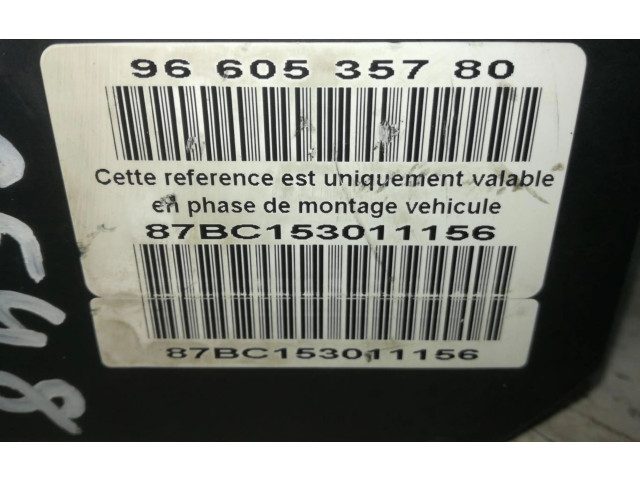 96 605 357 80
Cette reference est uniquement valable
en phase de montage vehicule
87BC153011156
87BC153011156